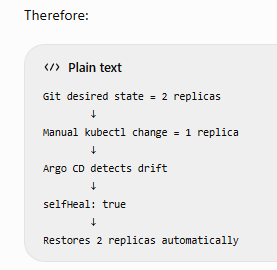 Therefore:
</> Plain text
Git desired state = 2 replicas
↓
Manual kubectl change = 1 replica
↓
Argo CD detects drift
↓
selfHeal: true
↓
Restores 2 replicas automatically